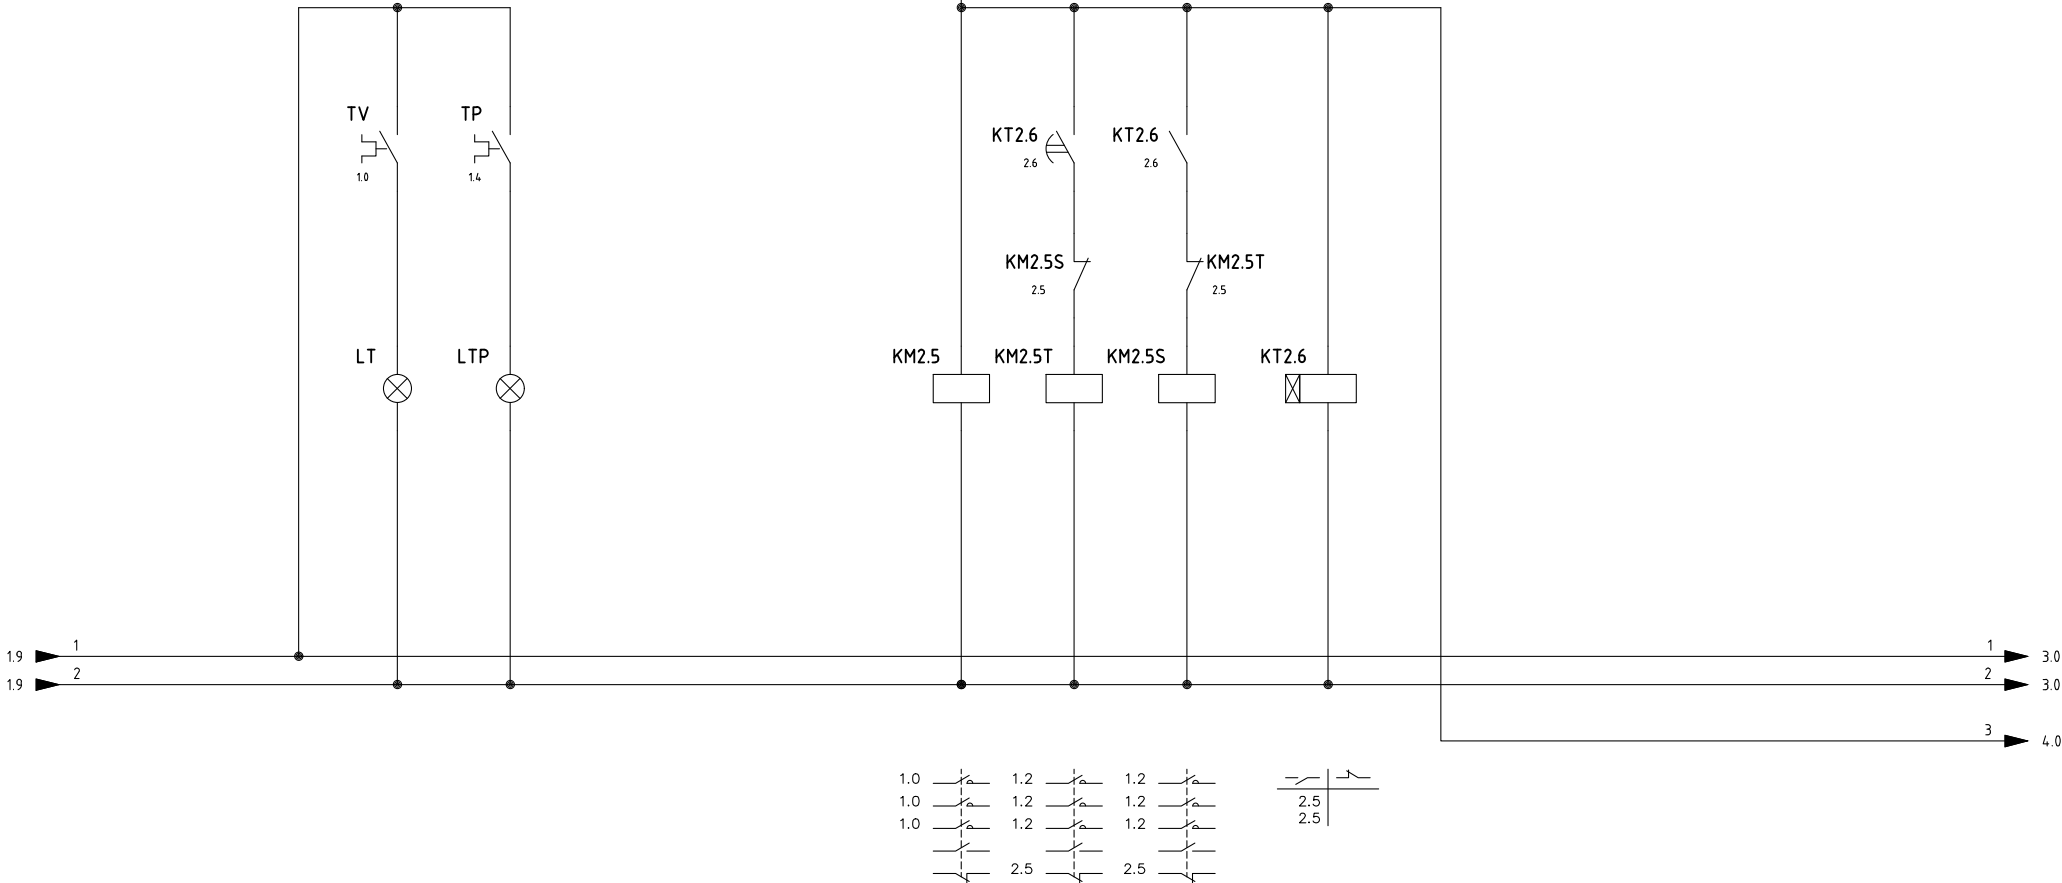 TV TP
KT2.6 KT2.6
2.6 2.6
1.0 1.4
KM2.5S KM2.5T
2.5 2.5
LT LTP KM2.5 KM2.5T KM2.5S KT2.6
1 1
1.9 3.0
2 2
1.9 3.0
3
4.0
1.0 1.2 1.2
1.0 1.2 1.2 2.5
1.0 1.2 1.2 2.5
2.5 2.5